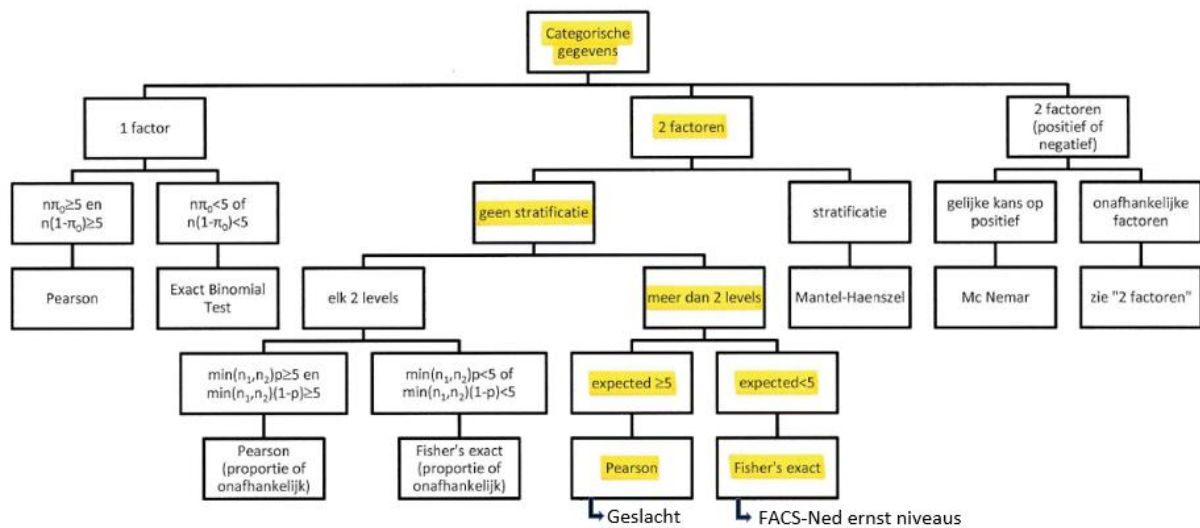 Categorische
gegevens
1 factor
2 factoren
2 factoren
(positief of
negatief)
nπ₀≥5 en
n(1-π₀)≥5
nπ₀<5 of
n(1-π₀)<5
geen stratificatie
stratificatie
gelijke kans op
positief
onafhankelijke
factoren
Pearson
Exact Binomial
Test
elk 2 levels
meer dan 2 levels
Mantel-Haenszel
Mc Nemar
zie "2 factoren"
min(n₁,n₂)p≥5 en
min(n₁,n₂)(1-p)≥5
min(n₁,n₂)p<5 of
min(n₁,n₂)(1-p)<5
expected ≥5
expected<5
Pearson
(proportie of
onafhankelijk)
Fisher's exact
(proportie of
onafhankelijk)
Pearson
Fisher's exact
Geslacht
FACS-Ned ernst niveaus